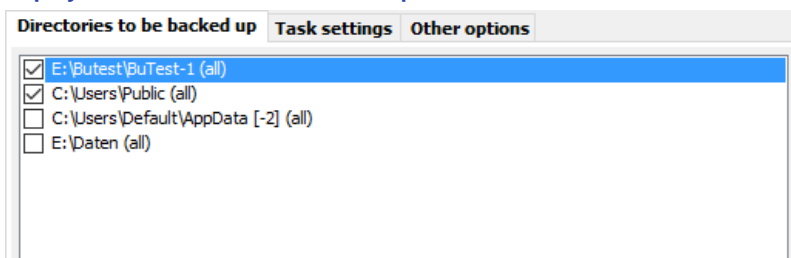 Directories to be backed up Task settings Other options
E:\Butest\BuTest-1 (all)
C:\Users\Public (all)
C:\Users\Default\AppData [-2] (all)
E:\Daten (all)